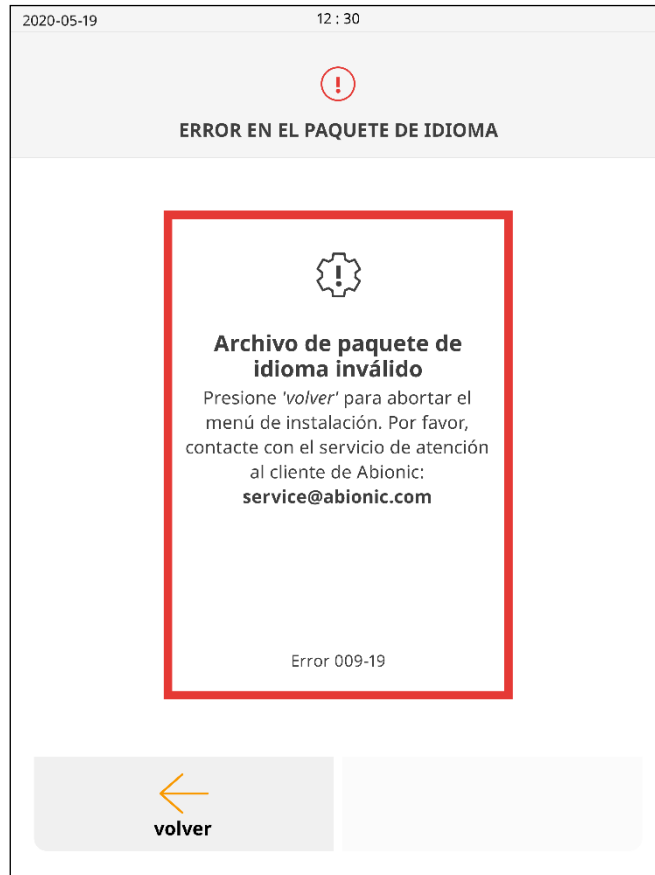 2020-05-19 12 : 30
ERROR EN EL PAQUETE DE IDIOMA
Archivo de paquete de
idioma inválido
Presione 'volver' para abortar el
menú de instalación. Por favor,
contacte con el servicio de atención
al cliente de Abionic:
service@abionic.com
Error 009-19
volver